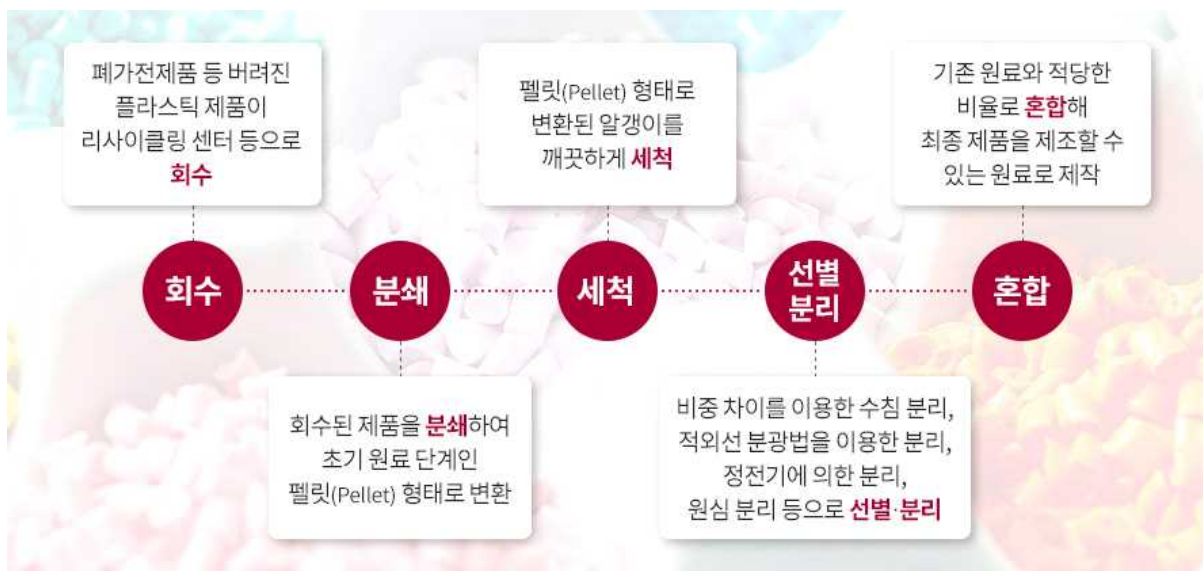 폐가전제품 등 버려진
플라스틱 제품이
리사이클링 센터 등으로
회수
펠릿(Pellet) 형태로
변환된 알갱이를
깨끗하게 세척
기존 원료와 적당한
비율로 혼합해
최종 제품을 제조할 수
있는 원료로 제작
회수
분쇄
세척
선별
분리
혼합
회수된 제품을 분쇄하여
초기 원료 단계인
펠릿(Pellet) 형태로 변환
비중 차이를 이용한 수침 분리,
적외선 분광법을 이용한 분리,
정전기에 의한 분리,
원심 분리 등으로 선별·분리